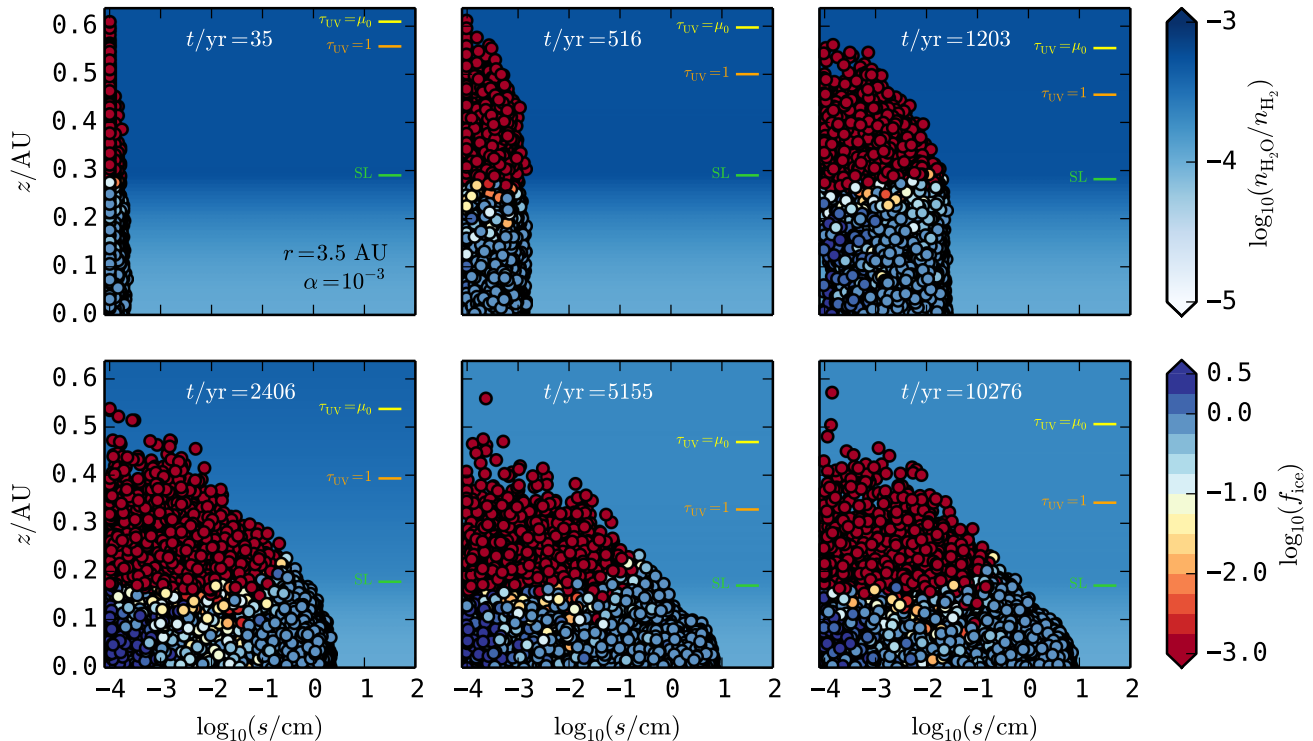 0.6
0.5
0.4
0.3
0.2
0.1
0.0
z/AU
t/yr=35
τUV=μ0
τUV=1
SL
r=3.5 AU
α=10−3
t/yr=516
τUV=μ0
τUV=1
SL
t/yr=1203
τUV=μ0
τUV=1
SL
−3
−4
−5
log10(nH2O/nH2)
0.6
0.5
0.4
0.3
0.2
0.1
0.0
z/AU
t/yr=2406
τUV=μ0
τUV=1
SL
t/yr=5155
τUV=μ0
τUV=1
SL
t/yr=10276
τUV=μ0
τUV=1
SL
0.5
0.0
−1.0
−2.0
−3.0
log10(fice)
−4 −3 −2 −1 0 1 2
−4 −3 −2 −1 0 1 2
−4 −3 −2 −1 0 1 2
log10(s/cm)
log10(s/cm)
log10(s/cm)